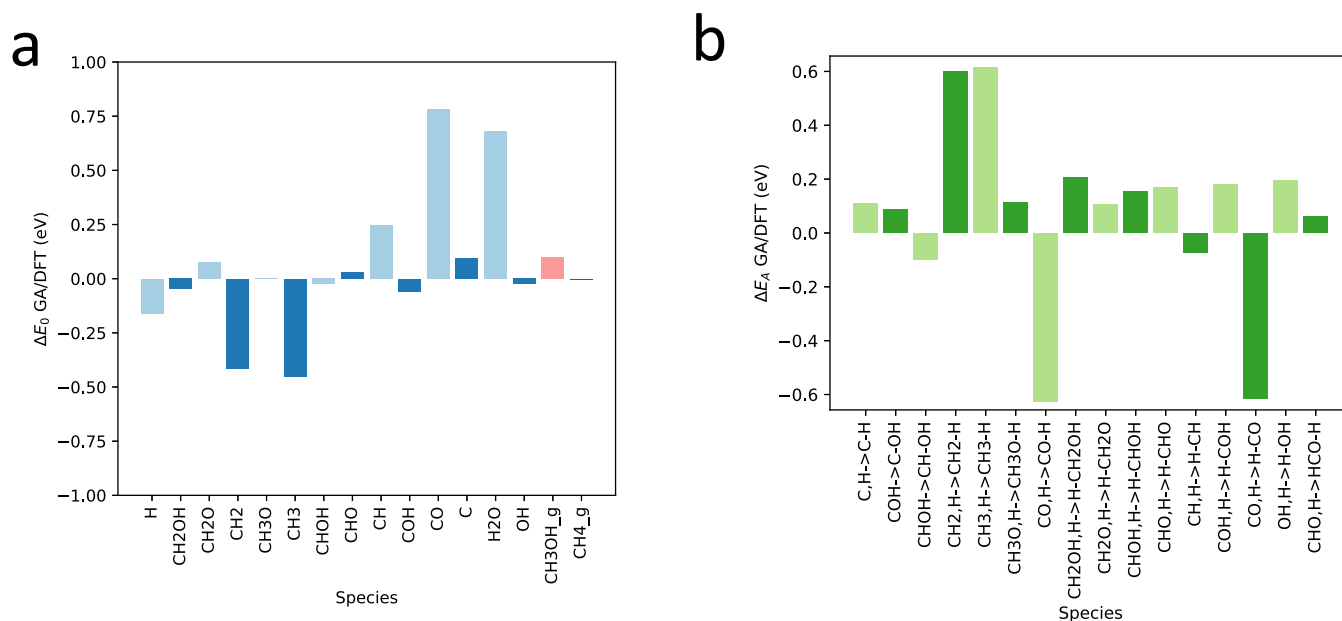 a
1.00
0.75
0.50
0.25
0.00
−0.25
−0.50
−0.75
−1.00
ΔE₀ GA/DFT (eV)
H
CH2OH
CH2O
CH2
CH3O
CH3
CHOH
CHO
CH
COH
CO
C
H2O
OH
CH3OH_g
CH4_g
Species
b
0.6
0.4
0.2
0.0
−0.2
−0.4
−0.6
ΔE_A GA/DFT (eV)
C,H->C-H
COH->C-OH
CHOH->CH-OH
CH2,H->CH2-H
CH3,H->CH3-H
CH3O,H->CH3O-H
CO,H->CO-H
CH2OH,H->H-CH2OH
CH2O,H->H-CH2O
CHOH,H->H-CHOH
CHO,H->H-CHO
CH,H->H-CH
COH,H->H-COH
CO,H->H-CO
OH,H->H-OH
CHO,H->HCO-H
Species